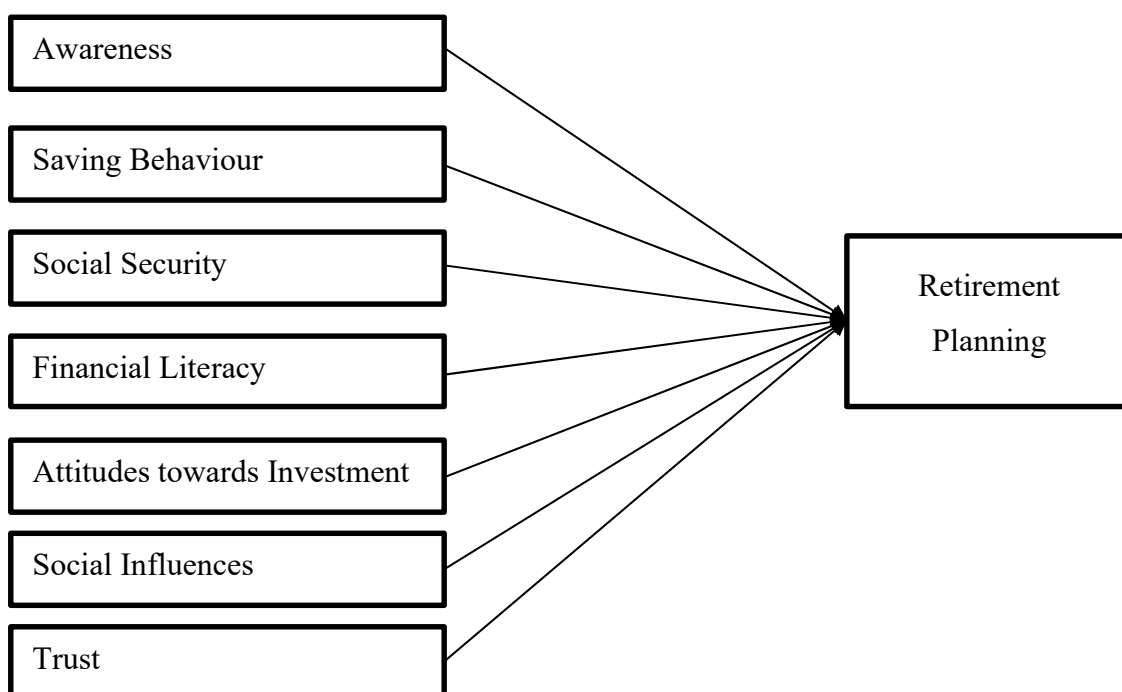 Awareness
Saving Behaviour
Social Security
Financial Literacy
Attitudes towards Investment
Social Influences
Trust
Retirement
Planning